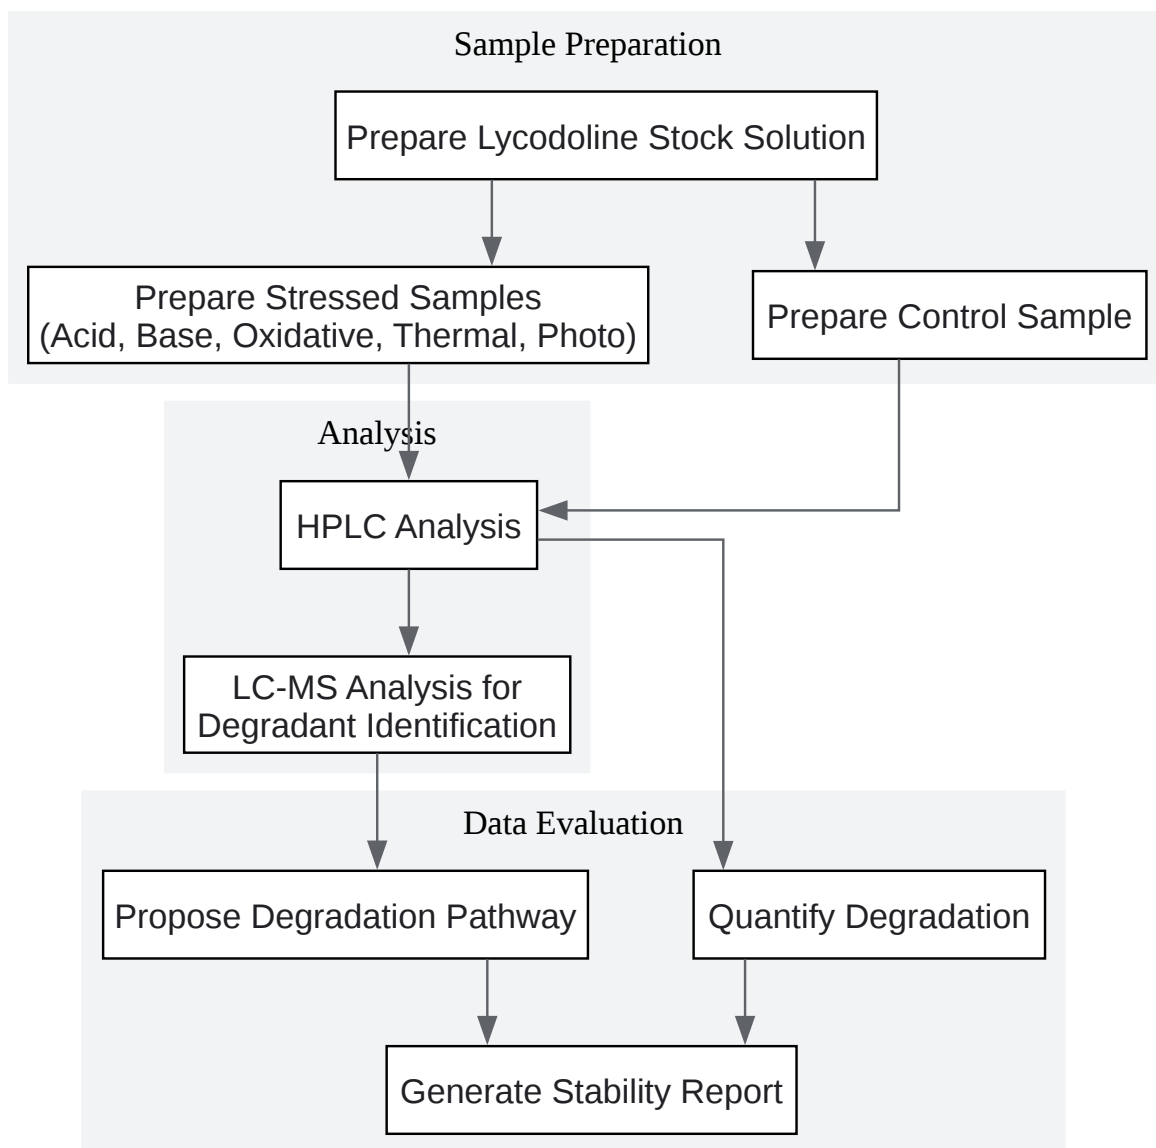 Sample Preparation
Prepare Lycodoline Stock Solution
Prepare Stressed Samples
(Acid, Base, Oxidative, Thermal, Photo)
Prepare Control Sample
Analysis
HPLC Analysis
LC-MS Analysis for
Degradant Identification
Data Evaluation
Propose Degradation Pathway
Quantify Degradation
Generate Stability Report